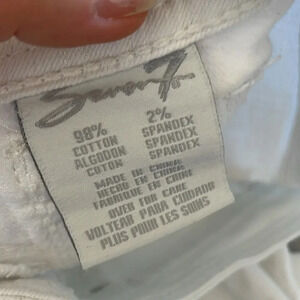 Seven7
98% 2%
COTTON SPANDEX
ALGODON SPANDEX
COTON SPANDEX
MADE IN CHINA
HECHO EN CHINA
FABRIQUE EN CHINE
OVER FOR CARE
VOLTEAR PARA CUIDADO
PLUS POUR LES SOINS